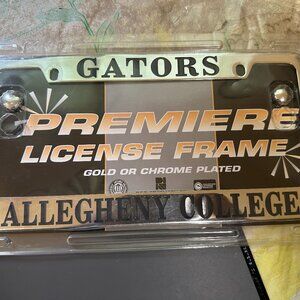 GATORS
PREMIERE
LICENSE FRAME
GOLD OR CHROME PLATED
ALLEGHENY COLLEGE